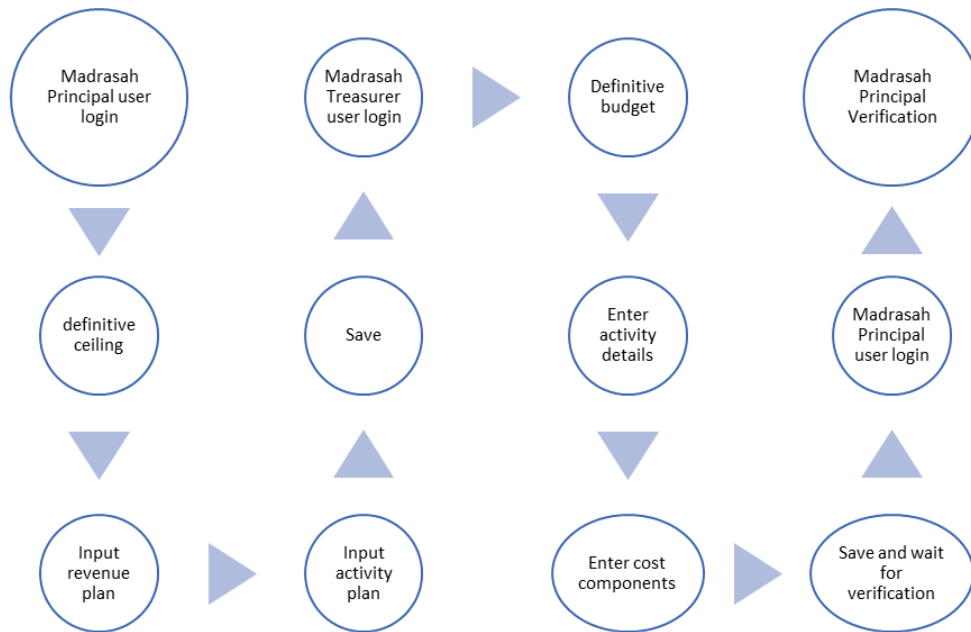 Madrasah
Principal user
login
definitive
ceiling
Input
revenue
plan
Input
activity
plan
Save
Madrasah
Treasurer
user login
Definitive
budget
Enter
activity
details
Enter cost
components
Save and wait
for
verification
Madrasah
Principal
user login
Madrasah
Principal
Verification